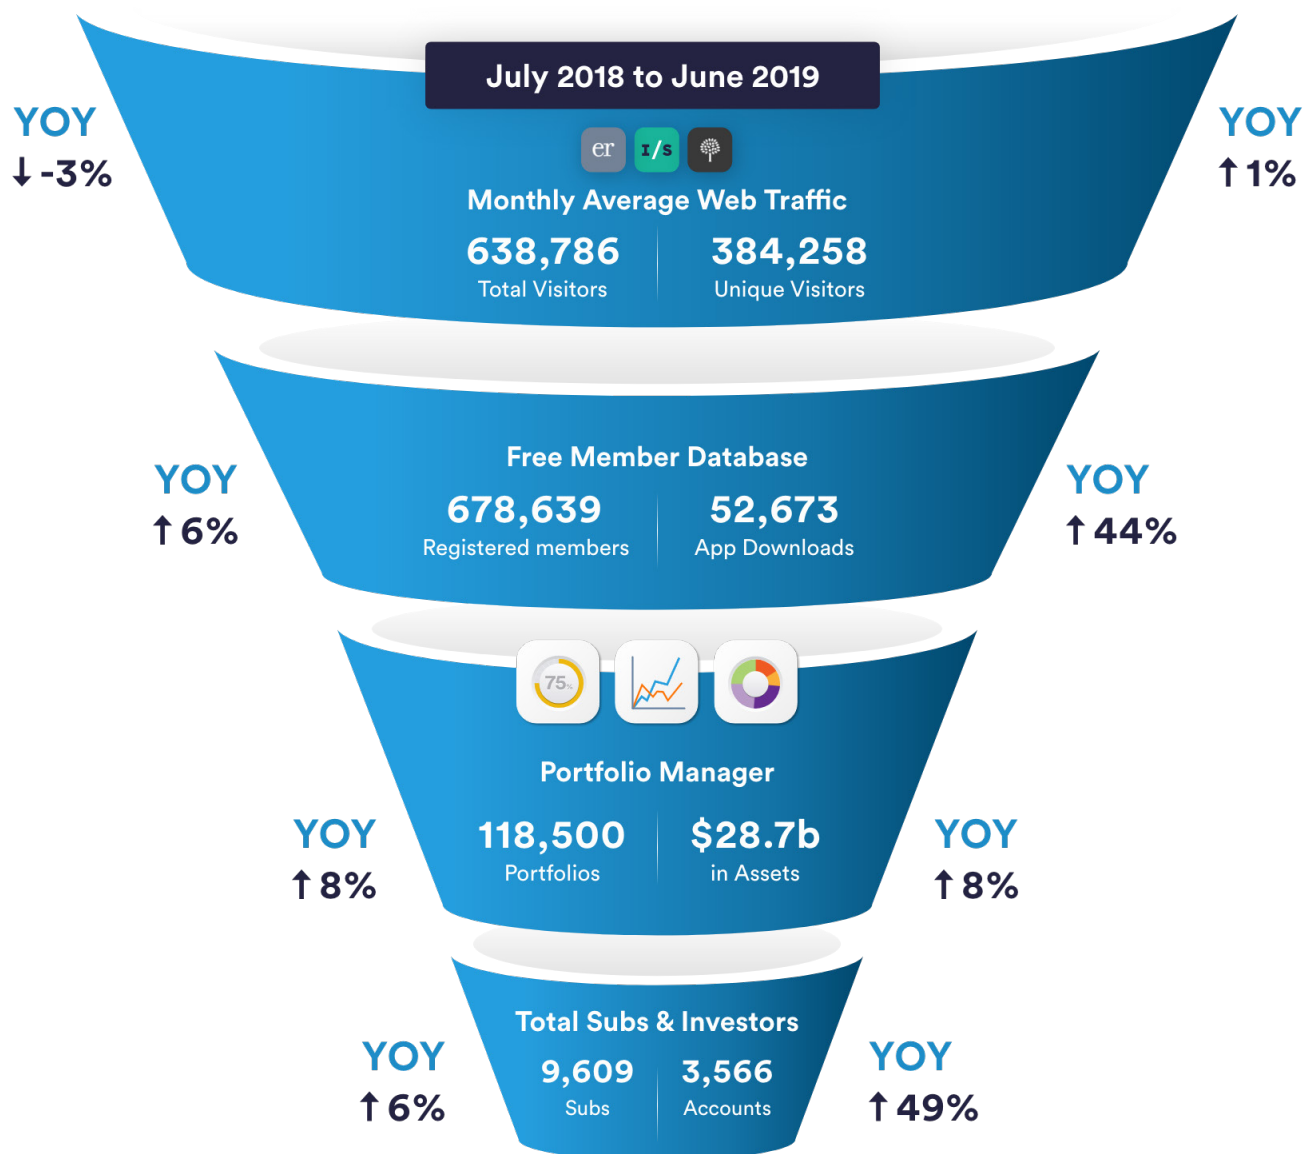 July 2018 to June 2019
er I/S
YOY
↓ -3%
YOY
↑ 1%
Monthly Average Web Traffic
638,786 384,258
Total Visitors Unique Visitors
Free Member Database
YOY
↑ 6%
YOY
↑ 44%
678,639 52,673
Registered members App Downloads
75%
Portfolio Manager
YOY
↑ 8%
YOY
↑ 8%
118,500 $28.7b
Portfolios in Assets
Total Subs & Investors
YOY
↑ 6%
YOY
↑ 49%
9,609 3,566
Subs Accounts